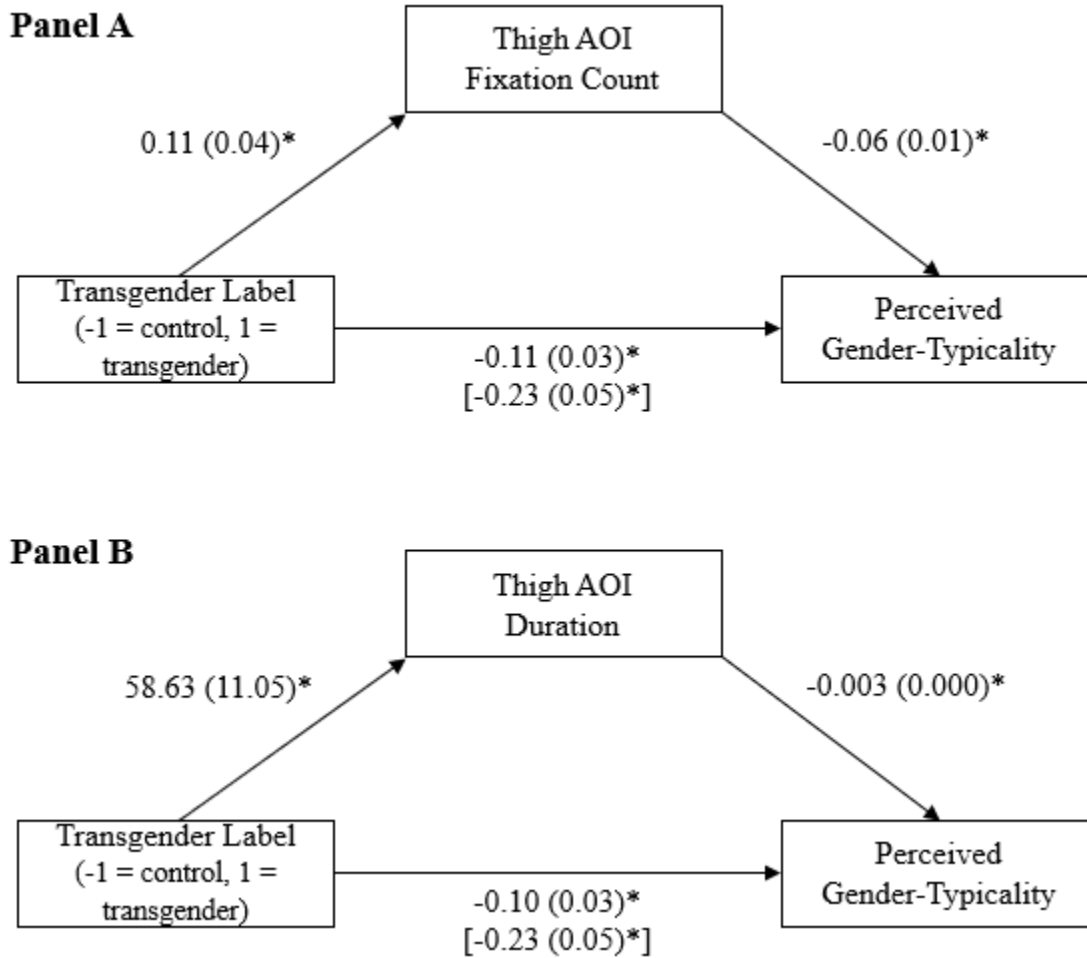 Panel A
Thigh AOI
Fixation Count
0.11 (0.04)*
-0.06 (0.01)*
Transgender Label
(-1 = control, 1 =
transgender)
Perceived
Gender-Typicality
-0.11 (0.03)*
[-0.23 (0.05)*]
Panel B
Thigh AOI
Duration
58.63 (11.05)*
-0.003 (0.000)*
Transgender Label
(-1 = control, 1 =
transgender)
Perceived
Gender-Typicality
-0.10 (0.03)*
[-0.23 (0.05)*]